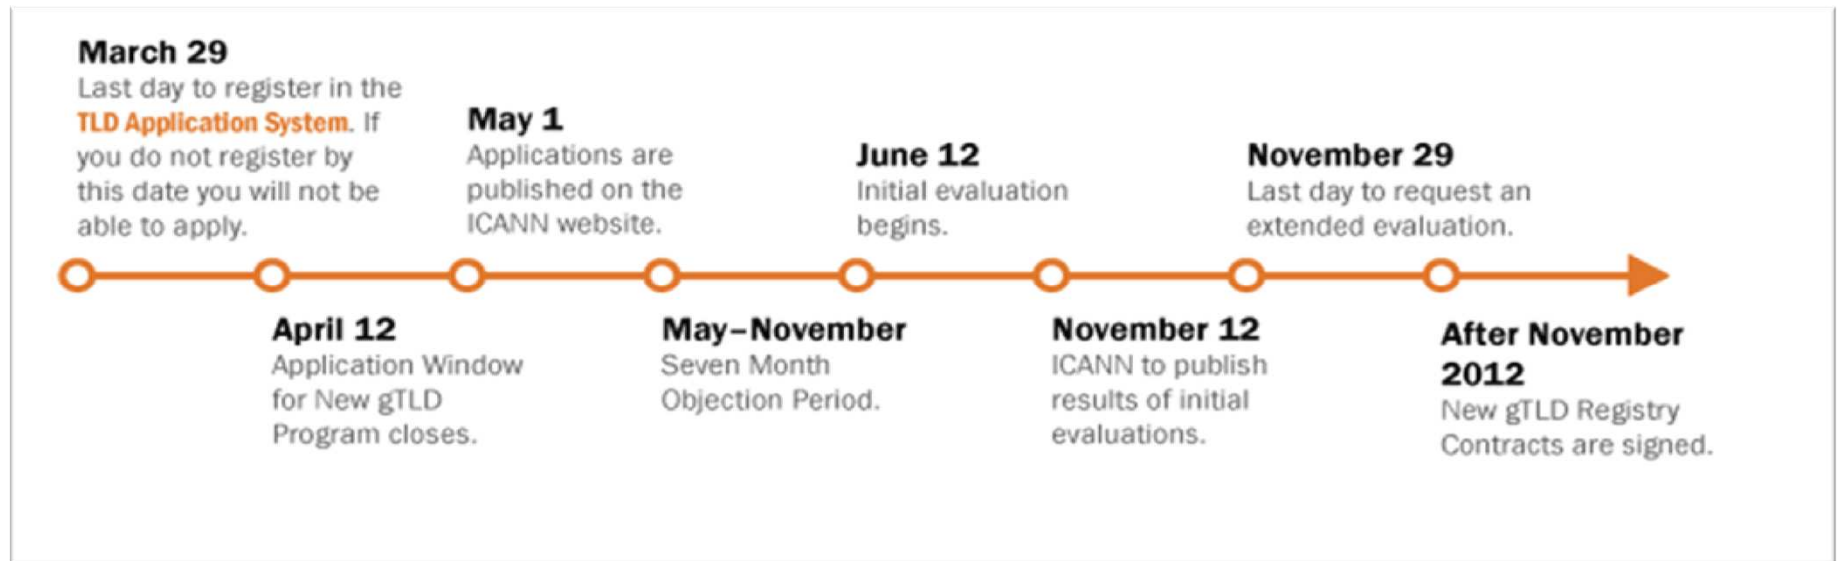 March 29
Last day to register in the
TLD Application System. If
you do not register by
this date you will not be
able to apply.
April 12
Application Window
for New gTLD
Program closes.
May 1
Applications are
published on the
ICANN website.
May–November
Seven Month
Objection Period.
June 12
Initial evaluation
begins.
November 12
ICANN to publish
results of initial
evaluations.
November 29
Last day to request an
extended evaluation.
After November
2012
New gTLD Registry
Contracts are signed.